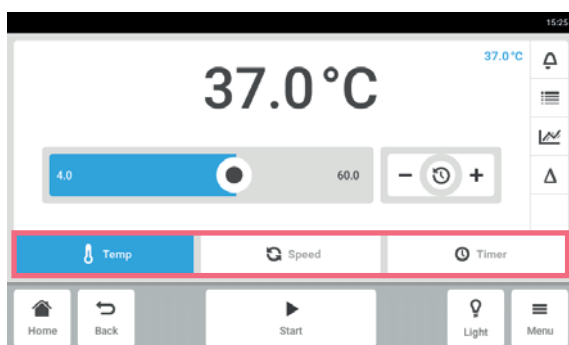 15:25
37.0°C
37.0°C
4.0
60.0
Temp
Speed
Timer
Home
Back
Start
Light
Menu